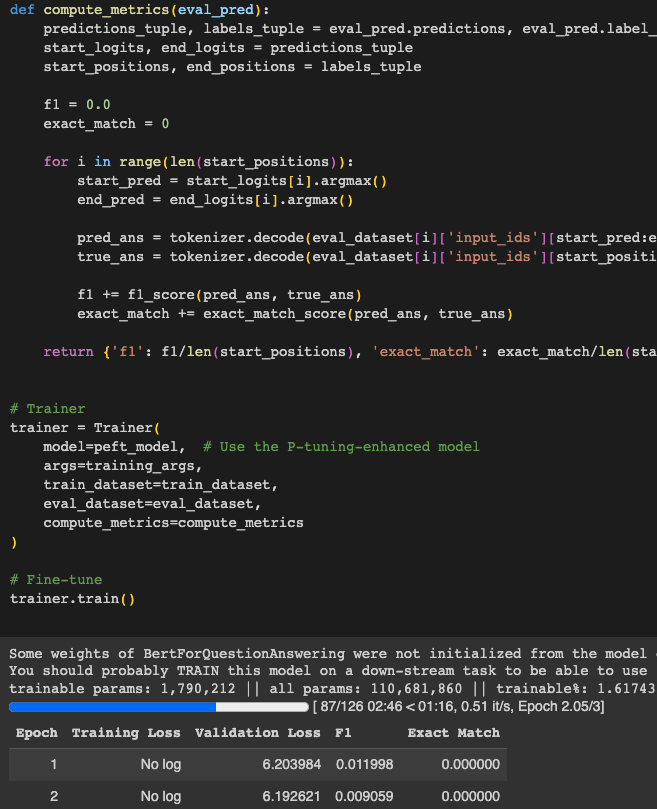 def compute_metrics(eval_pred):
    predictions_tuple, labels_tuple = eval_pred.predictions, eval_pred.label_
    start_logits, end_logits = predictions_tuple
    start_positions, end_positions = labels_tuple

    f1 = 0.0
    exact_match = 0

    for i in range(len(start_positions)):
        start_pred = start_logits[i].argmax()
        end_pred = end_logits[i].argmax()

        pred_ans = tokenizer.decode(eval_dataset[i]['input_ids'][start_pred:e
        true_ans = tokenizer.decode(eval_dataset[i]['input_ids'][start_positi

        f1 += f1_score(pred_ans, true_ans)
        exact_match += exact_match_score(pred_ans, true_ans)

    return {'f1': f1/len(start_positions), 'exact_match': exact_match/len(sta

# Trainer
trainer = Trainer(
    model=peft_model,  # Use the P-tuning-enhanced model
    args=training_args,
    train_dataset=train_dataset,
    eval_dataset=eval_dataset,
    compute_metrics=compute_metrics
)

# Fine-tune
trainer.train()

Some weights of BertForQuestionAnswering were not initialized from the model
You should probably TRAIN this model on a down-stream task to be able to use
trainable params: 1,790,212 || all params: 110,681,860 || trainable%: 1.61743
[ 87/126 02:46 < 01:16, 0.51 it/s, Epoch 2.05/3]
Epoch Training Loss Validation Loss F1 Exact Match
1 No log 6.203984 0.011998 0.000000
2 No log 6.192621 0.009059 0.000000